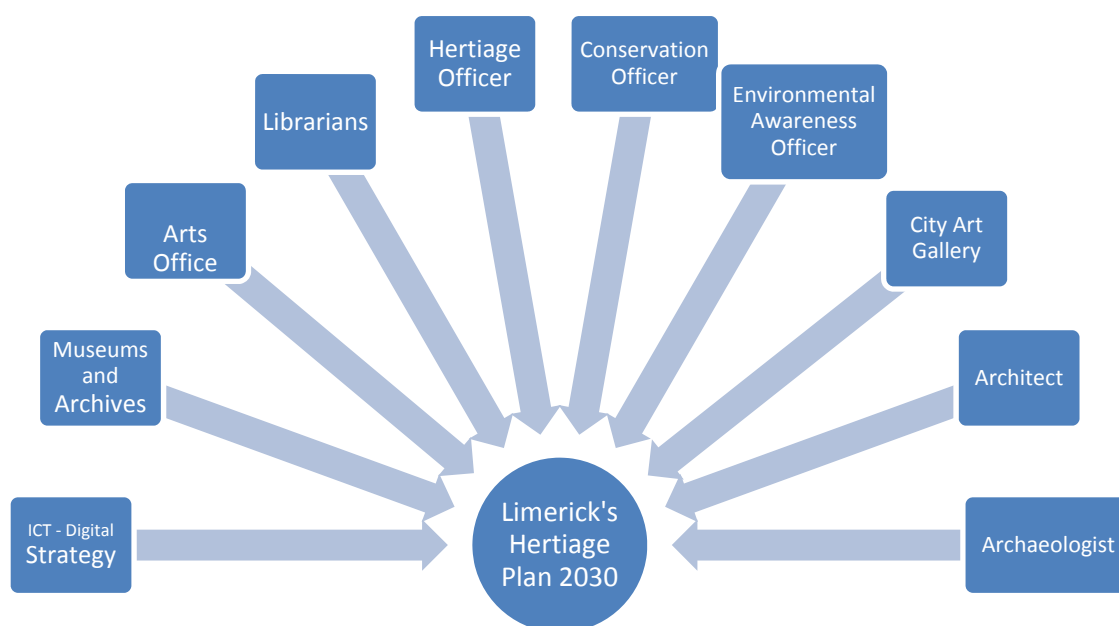 Hertiage
Officer
Conservation
Officer
Librarians
Environmental
Awareness
Officer
Arts
Office
City Art
Gallery
Museums
and
Archives
Architect
ICT - Digital
Strategy
Limerick's
Hertiage
Plan 2030
Archaeologist